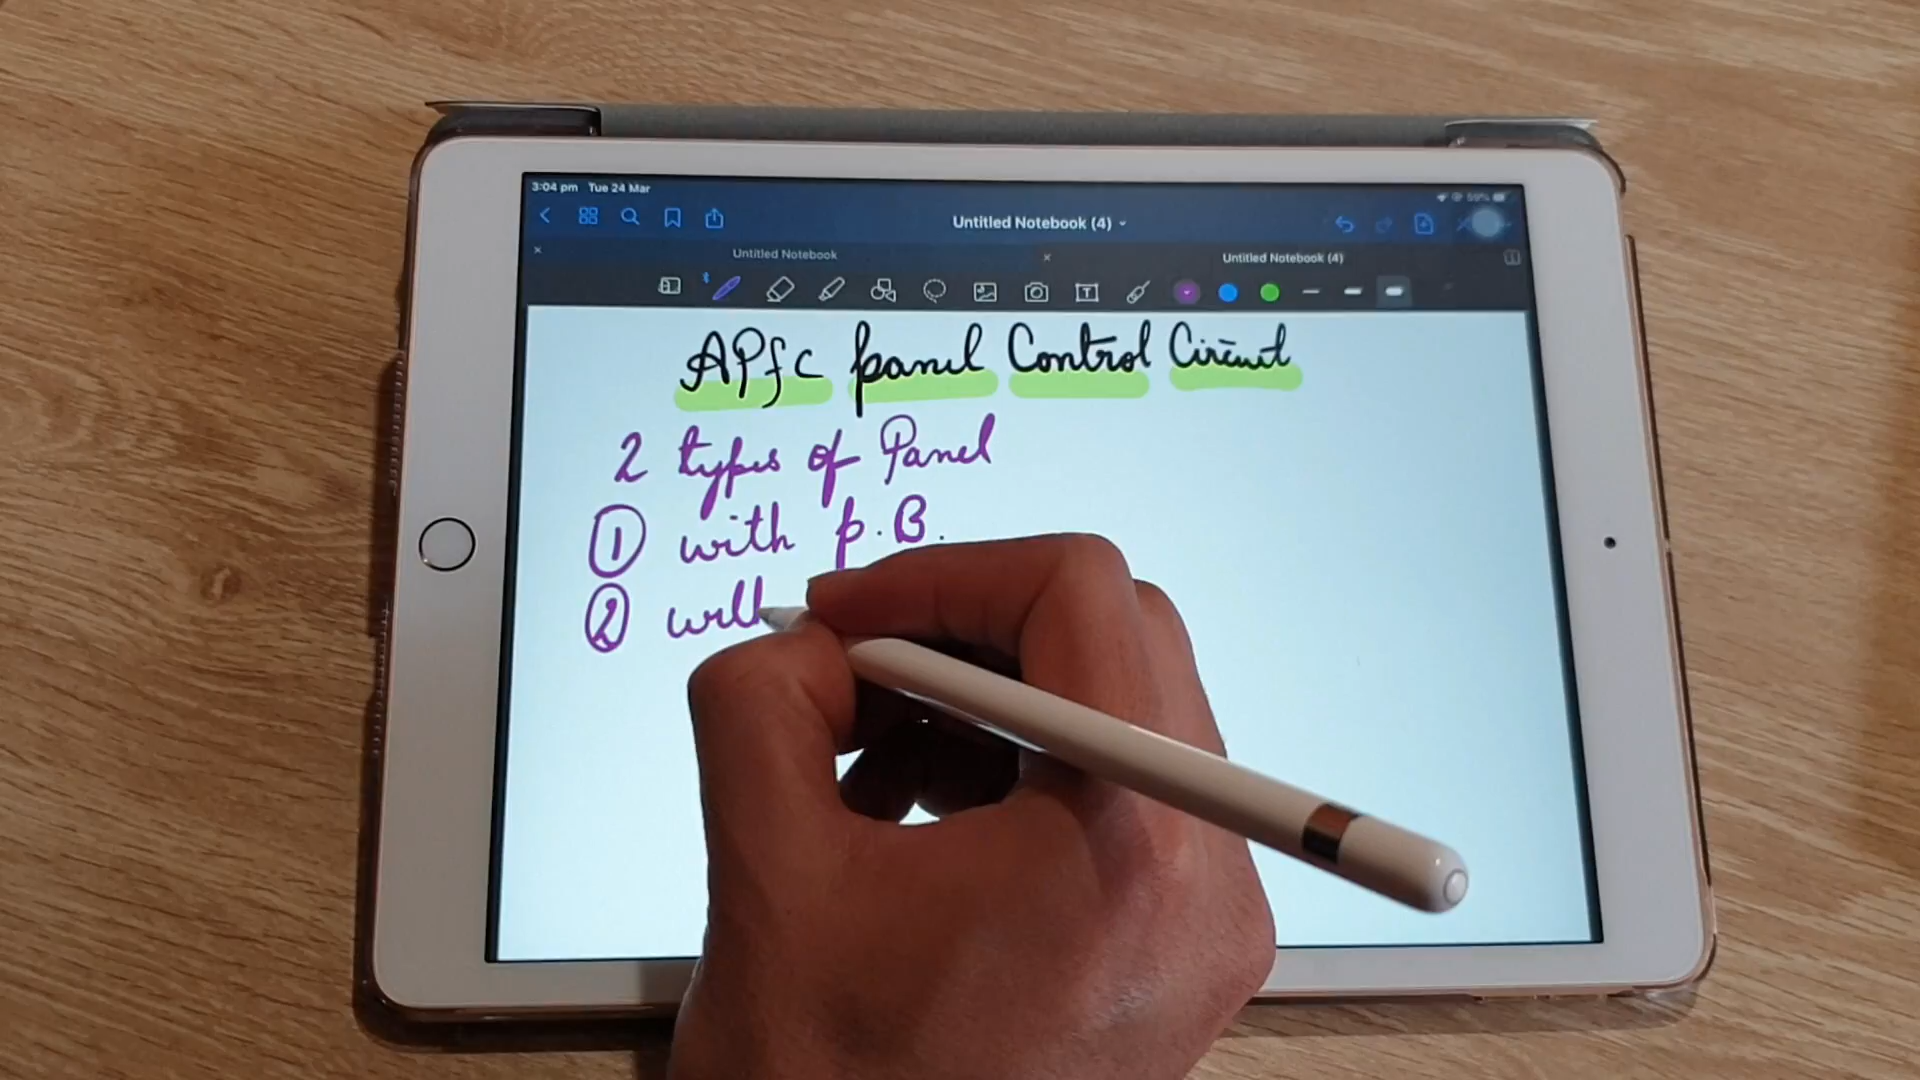 3:04 pm Tue 24 Mar
59%
Untitled Notebook (4)
Untitled Notebook
Untitled Notebook (4)
T
APfc panel Control Circuit
2 types of Panel
① with p.B.
② with